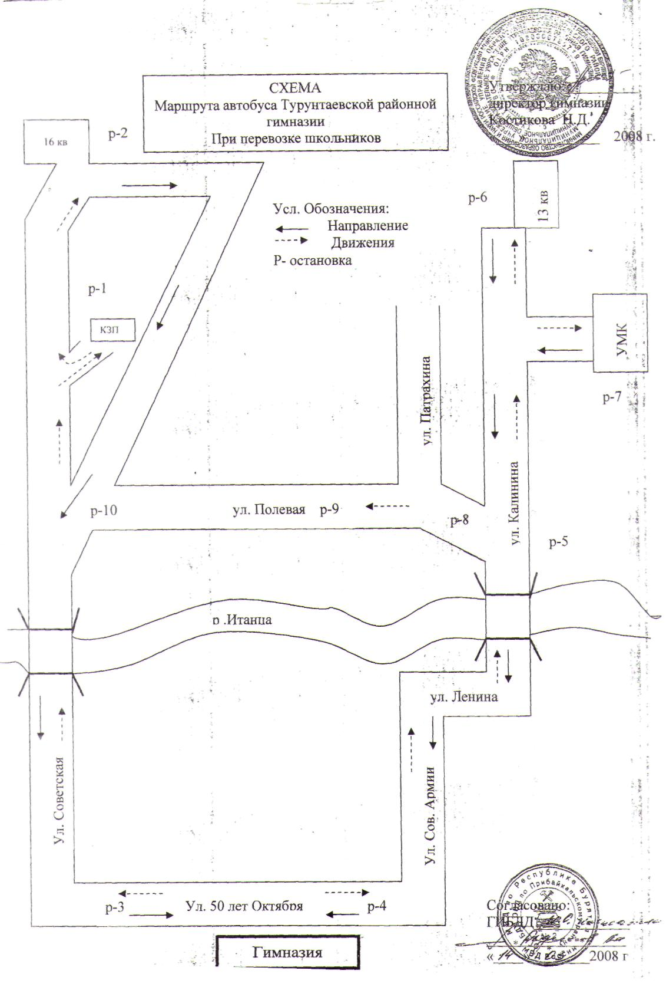 СХЕМА
Маршрута автобуса Турунтаевской районной
гимназии
При перевозке школьников
Утверждаю:
директор гимназии
Костикова Н.Д.
2008 г.
16 кв
р-2
р-6
13 кв
Усл. Обозначения:
Направление
Движения
Р- остановка
р-1
КЗП
УМК
р-7
ул. Патрахина
ул. Калинина
р-10
ул. Полевая р-9
р-8
р-5
р .Итанца
ул. Ленина
Ул. Советская
Ул. Сов. Армии
р-3
Ул. 50 лет Октября
р-4
Гимназия
Согласовано:
ГИБДД
« 14 » 2008 г